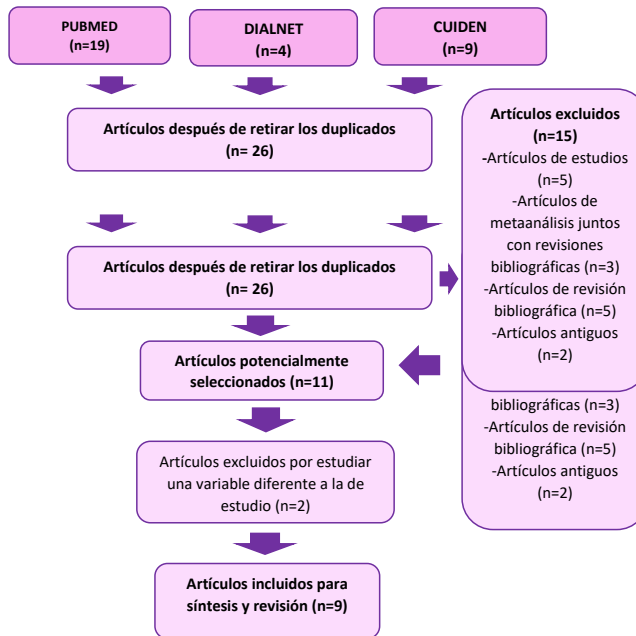 PUBMED
(n=19)
DIALNET
(n=4)
CUIDEN
(n=9)
Artículos después de retirar los duplicados
(n= 26)
Artículos excluidos
(n=15)
-Artículos de estudios
(n=5)
-Artículos de
metaanálisis juntos
con revisiones
bibliográficas (n=3)
-Artículos de revisión
bibliográfica (n=5)
-Artículos antiguos
(n=2)
Artículos después de retirar los duplicados
(n= 26)
Artículos potencialmente
seleccionados (n=11)
bibliográficas (n=3)
-Artículos de revisión
bibliográfica (n=5)
-Artículos antiguos
(n=2)
Artículos excluidos por estudiar
una variable diferente a la de
estudio (n=2)
Artículos incluidos para
síntesis y revisión (n=9)